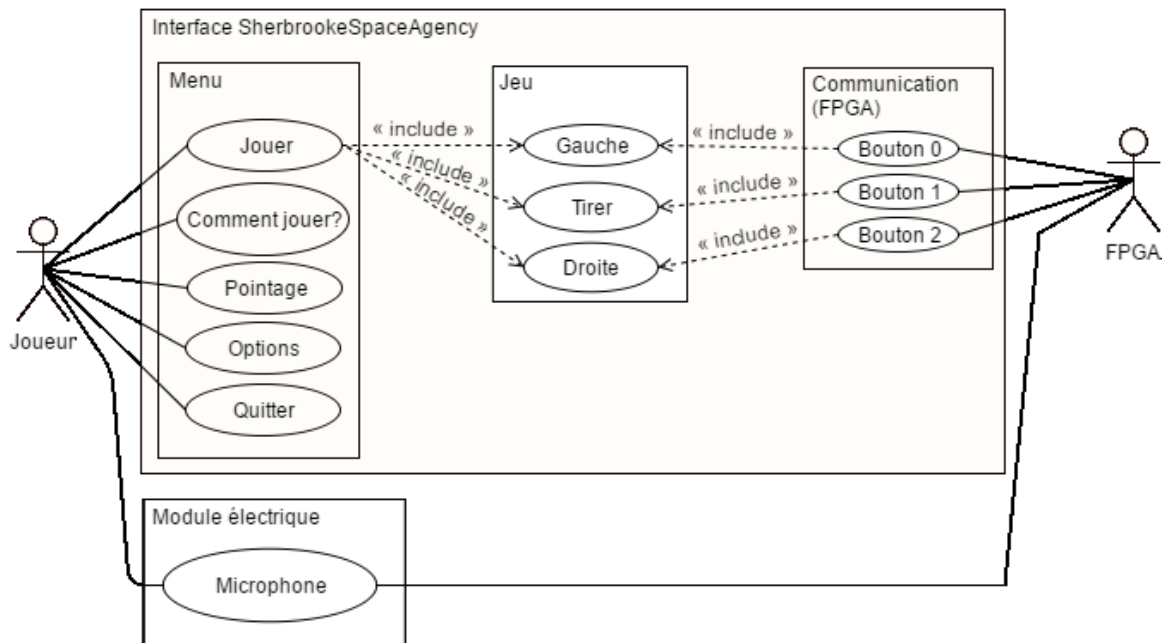 Interface SherbrookeSpaceAgency
Menu
Jeu
Communication
(FPGA)
« include »
« include »
Jouer
Gauche
Bouton 0
« include »
« include »
« include »
Comment jouer?
Tirer
Bouton 1
« include »
Bouton 2
Droite
FPGA
Pointage
Joueur
Options
Quitter
Module électrique
Microphone